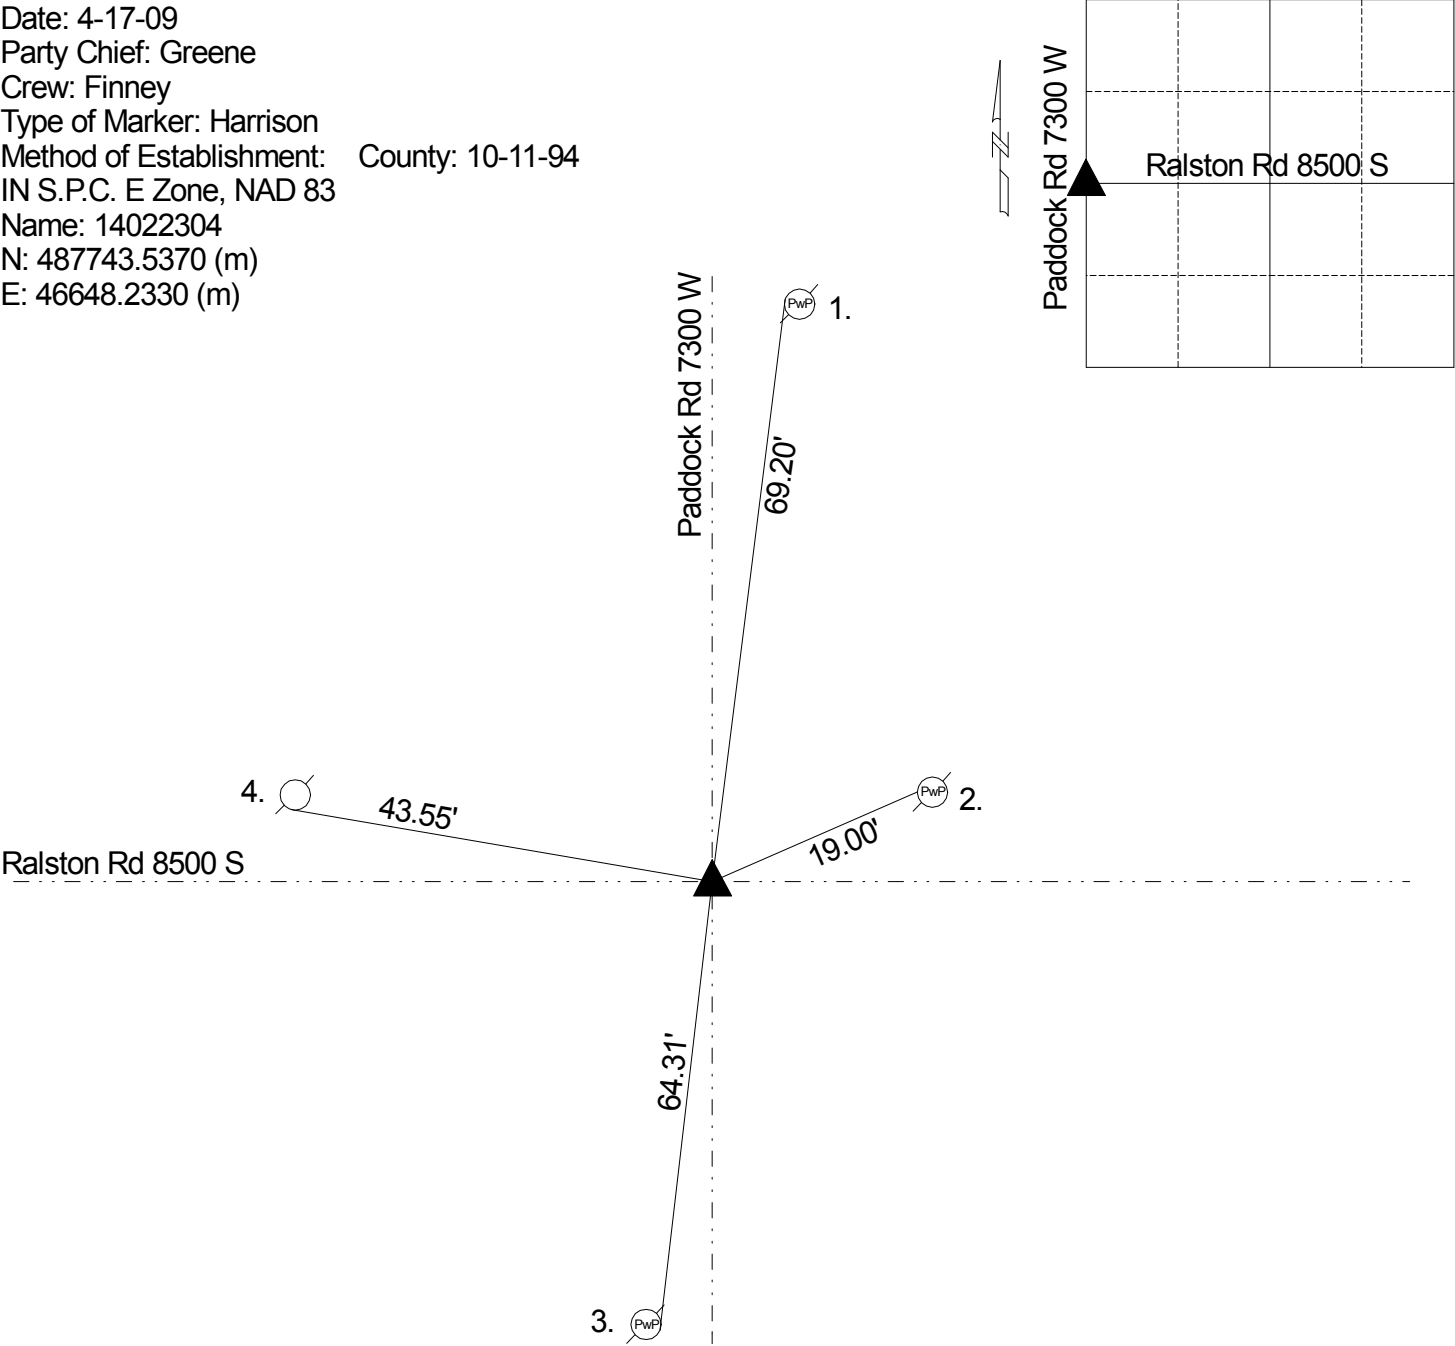 Date: 4-17-09
Party Chief: Greene
Crew: Finney
Type of Marker: Harrison
Method of Establishment: County: 10-11-94
IN S.P.C. E Zone, NAD 83
Name: 14022304
N: 487743.5370 (m)
E: 46648.2330 (m)
Paddock Rd 7300 W
Ralston Rd 8500 S
N
Paddock Rd 7300 W
PwP 1.
69.20'
4.
43.55'
PwP 2.
19.00'
Ralston Rd 8500 S
64.31'
3. PwP